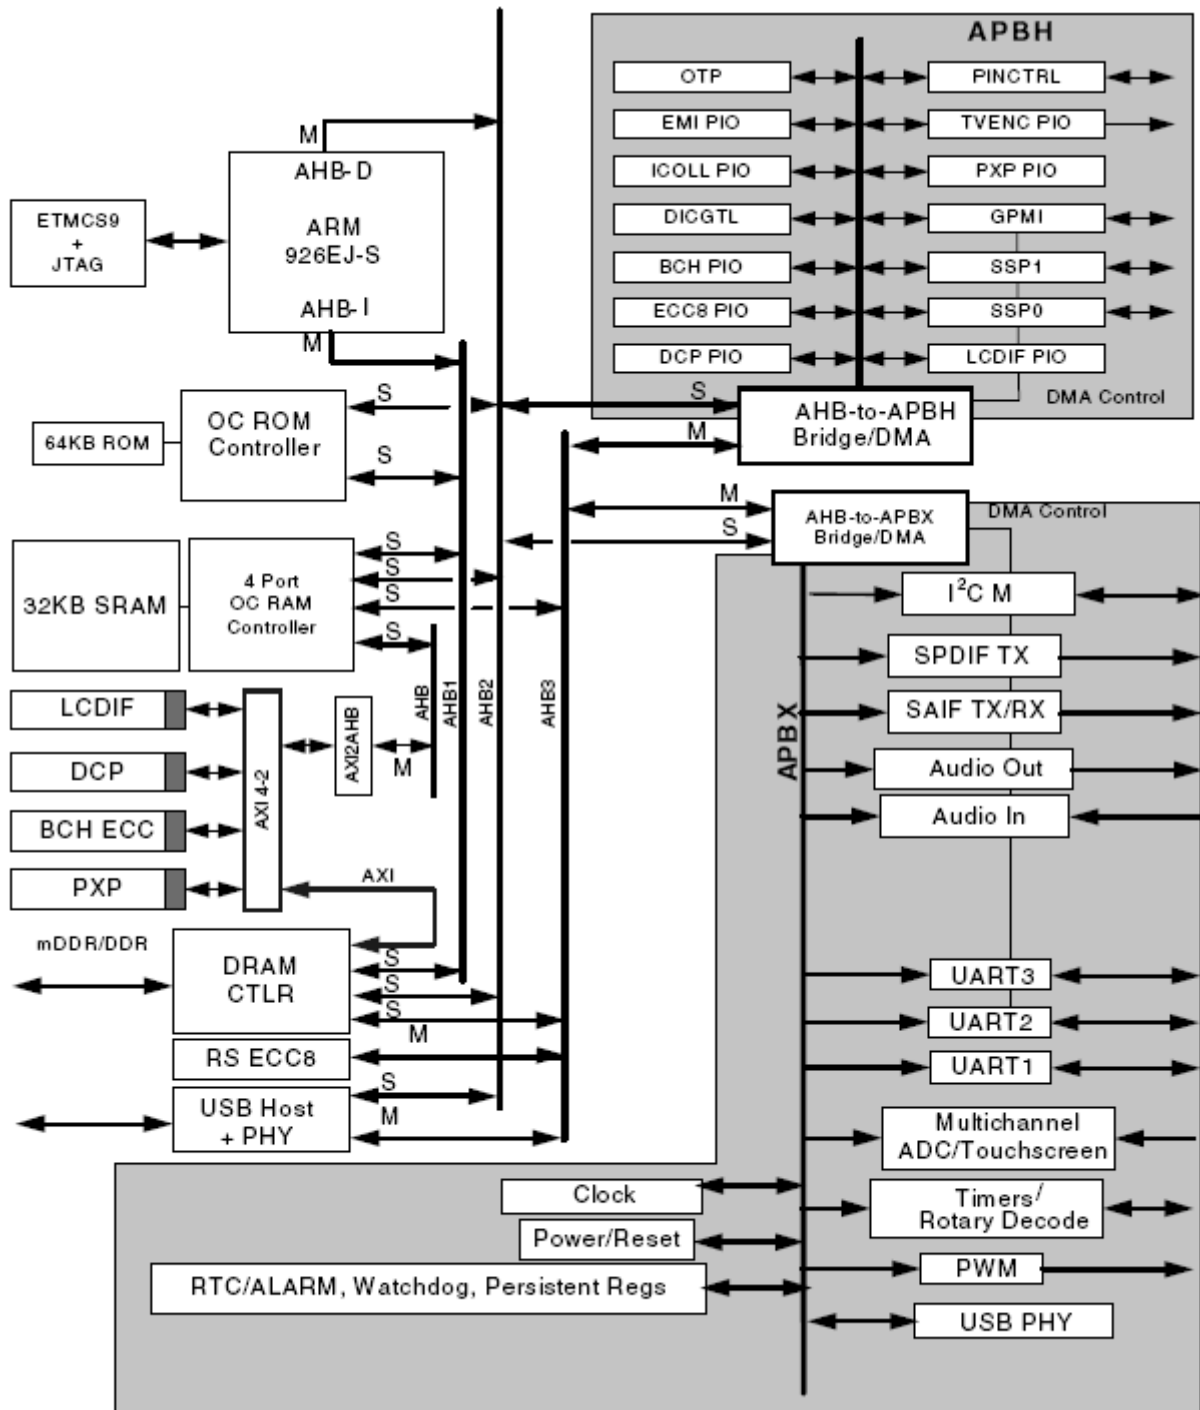 APBH
OTP
PINCTRL
EMI PIO
TVENC PIO
ICOLL PIO
PXP PIO
DICGTL
GPMI
BCH PIO
SSP1
ECC8 PIO
SSP0
DCP PIO
LCDIF PIO
DMA Control
AHB-to-APBH
Bridge/DMA
S
M
M
AHB-D
ARM
926EJ-S
AHB-I
M
ETMCS9
+
JTAG
S
OC ROM
Controller
S
64KB ROM
M
S
AHB-to-APBX
Bridge/DMA
DMA Control
32KB SRAM
4 Port
OC RAM
Controller
S
S
S
S
AHB
AHB1
AHB2
AHB3
APBX
I²C M
SPDIF TX
SAIF TX/RX
Audio Out
Audio In
LCDIF
DCP
BCH ECC
PXP
AXI 4-2
AXI2AHB
M
AXI
mDDR/DDR
DRAM
CTLR
S
S
S
M
RS ECC8
USB Host
+ PHY
S
M
UART3
UART2
UART1
Multichannel
ADC/Touchscreen
Timers/
Rotary Decode
PWM
USB PHY
Clock
Power/Reset
RTC/ALARM, Watchdog, Persistent Regs